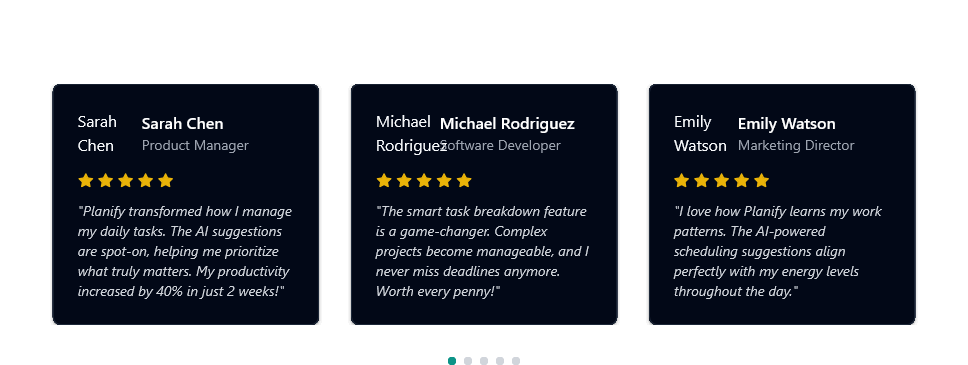 Sarah
Chen
Sarah Chen
Product Manager
"Planify transformed how I manage
my daily tasks. The AI suggestions
are spot-on, helping me prioritize
what truly matters. My productivity
increased by 40% in just 2 weeks!"
Michael
Rodriguez
Michael Rodriguez
Software Developer
"The smart task breakdown feature
is a game-changer. Complex
projects become manageable, and I
never miss deadlines anymore.
Worth every penny!"
Emily
Watson
Emily Watson
Marketing Director
"I love how Planify learns my work
patterns. The AI-powered
scheduling suggestions align
perfectly with my energy levels
throughout the day."